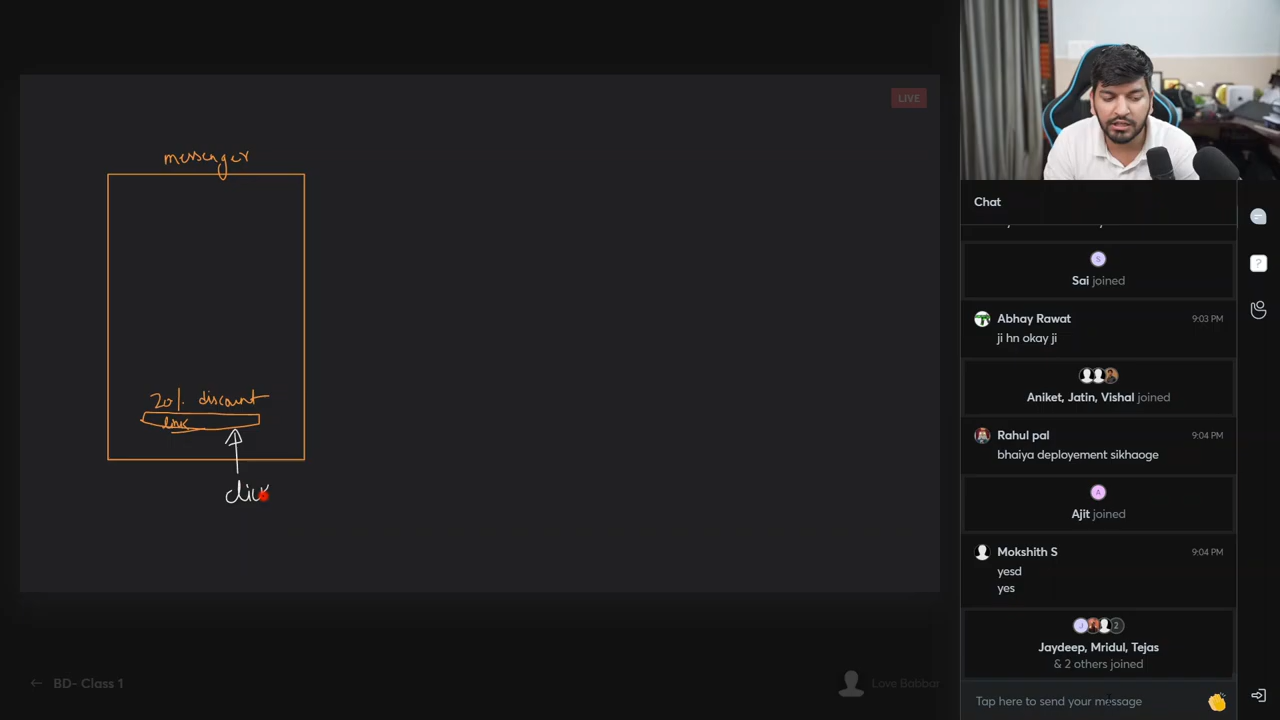 LIVE
messenger
20% discount
link
BD- Class 1
Love Babbar
Chat
Sai joined
Abhay Rawat
9:03 PM
ji hn okay ji
Aniket, Jatin, Vishal joined
Rahul pal
9:04 PM
bhaiya deployement sikhaoge
A
Ajit joined
Mokshith S
9:04 PM
yesd
yes
J
2
Jaydeep, Mridul, Tejas
& 2 others joined
Tap here to send your message